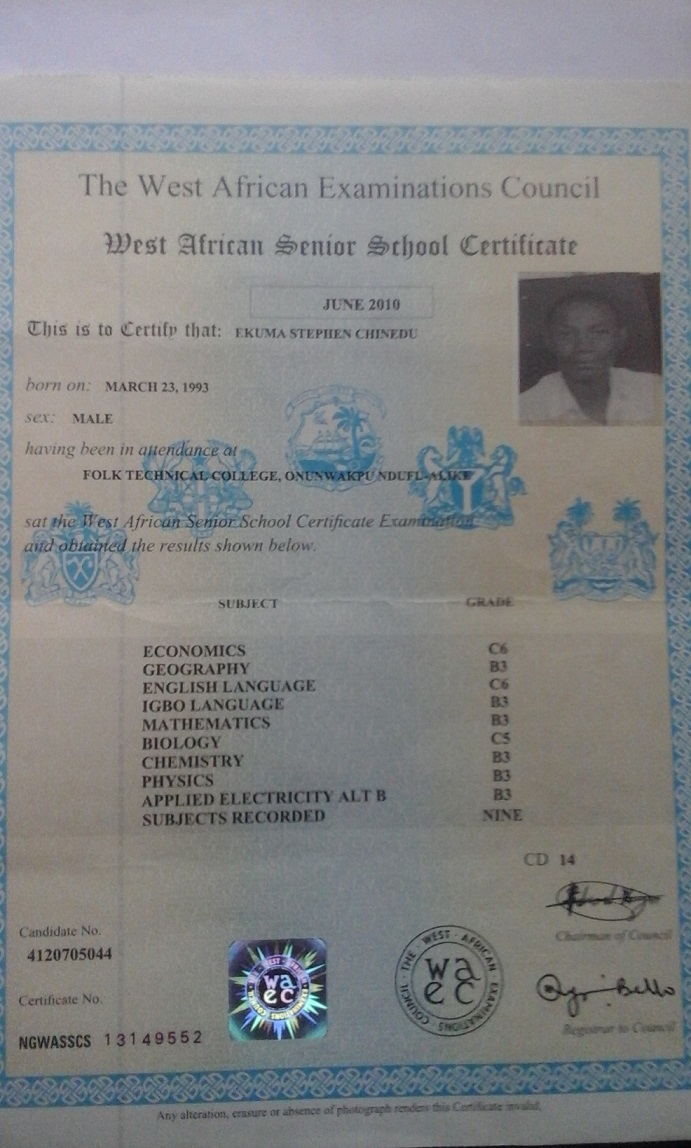 The West African Examinations Council
West African Senior School Certificate
JUNE 2010
This is to Certify that: EKUMA STEPHEN CHINEDU
born on: MARCH 23, 1993
sex: MALE
having been in attendance at
FOLK TECHNICAL COLLEGE, ONUNWAKPU NDUFU-ALIKE
sat the West African Senior School Certificate Examination
and obtained the results shown below.
SUBJECT GRADE
ECONOMICS C6
GEOGRAPHY B3
ENGLISH LANGUAGE C6
IGBO LANGUAGE B3
MATHEMATICS B3
BIOLOGY C5
CHEMISTRY B3
PHYSICS B3
APPLIED ELECTRICITY ALT B B3
SUBJECTS RECORDED NINE
CD 14
Chairman of Council
Candidate No.
4120705044
THE WEST AFRICAN EXAMINATIONS COUNCIL
waec
THE WEST AFRICAN EXAMINATIONS COUNCIL
waec
Bello
Registrar to Council
Certificate No.
NGWASSCS 13149552
Any alteration, erasure or absence of photograph renders this Certificate invalid.